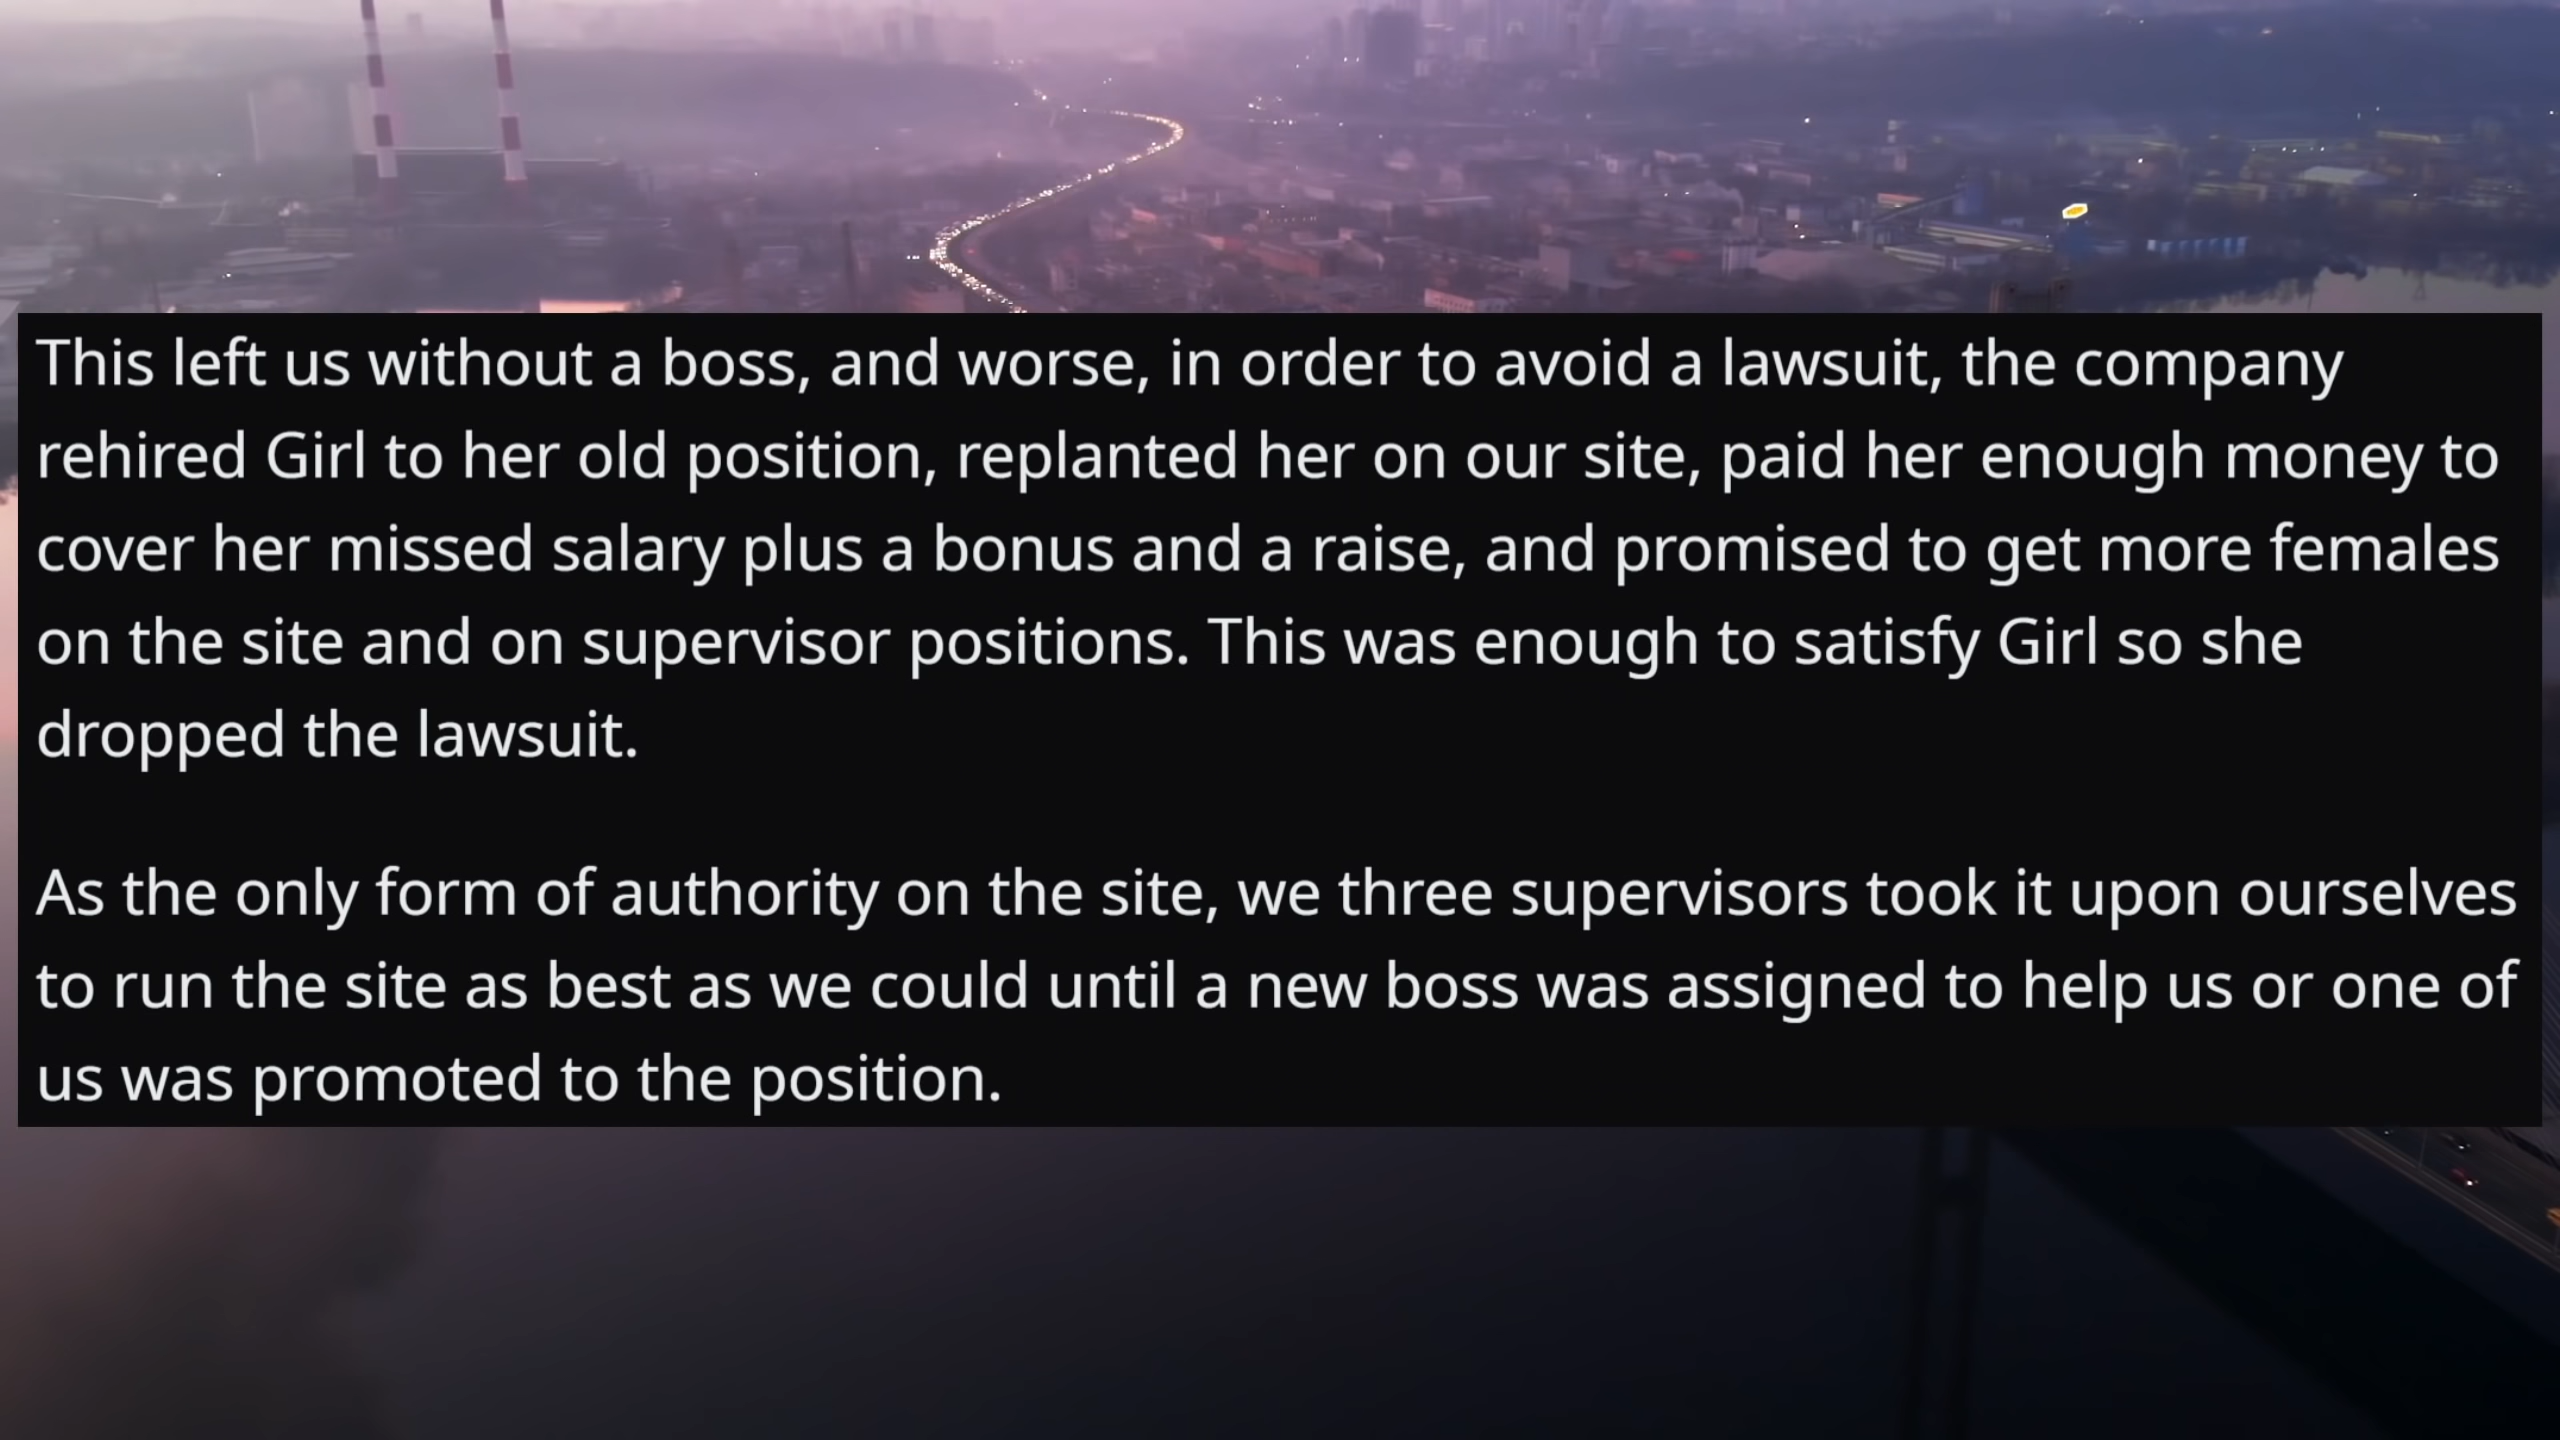 This left us without a boss, and worse, in order to avoid a lawsuit, the company
rehired Girl to her old position, replanted her on our site, paid her enough money to
cover her missed salary plus a bonus and a raise, and promised to get more females
on the site and on supervisor positions. This was enough to satisfy Girl so she
dropped the lawsuit.
As the only form of authority on the site, we three supervisors took it upon ourselves
to run the site as best as we could until a new boss was assigned to help us or one of
us was promoted to the position.